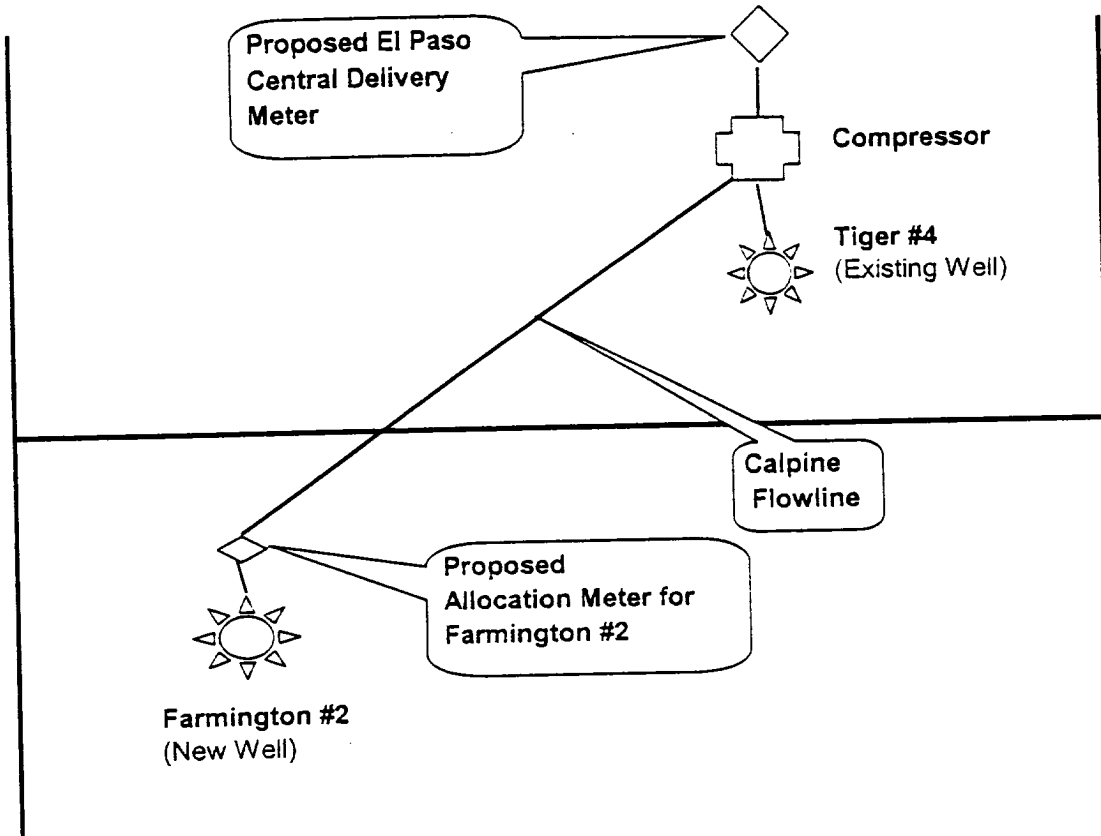 Proposed El Paso
Central Delivery
Meter
Compressor
Tiger #4
(Existing Well)
Calpine
Flowline
Proposed
Allocation Meter for
Farmington #2
Farmington #2
(New Well)